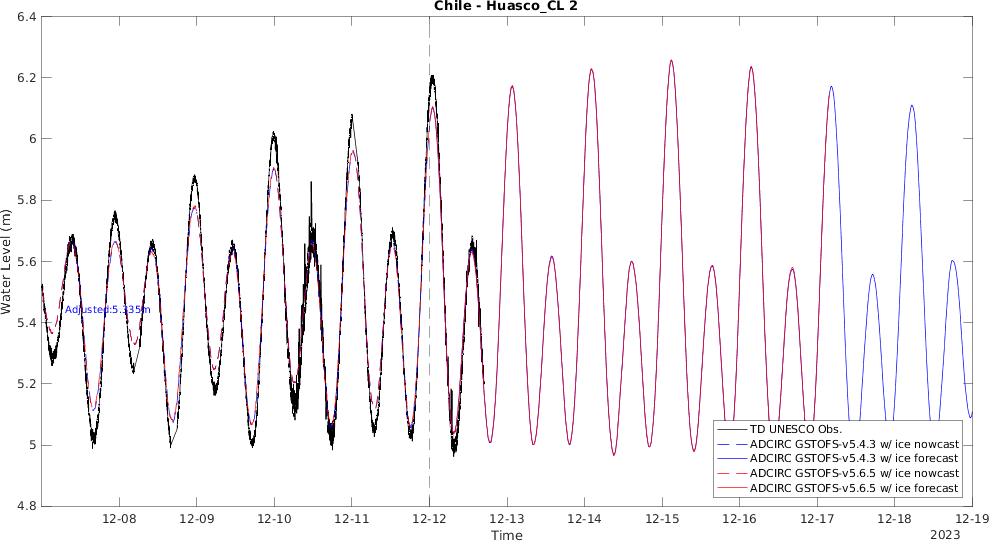 Chile - Huasco_CL 2
6.4
6.2
6
5.8
5.6
5.4
5.2
5
4.8
Water Level (m)
Adjusted:5.335m
TD UNESCO Obs.
ADCIRC GSTOFS-v5.4.3 w/ ice nowcast
ADCIRC GSTOFS-v5.4.3 w/ ice forecast
ADCIRC GSTOFS-v5.6.5 w/ ice nowcast
ADCIRC GSTOFS-v5.6.5 w/ ice forecast
12-08 12-09 12-10 12-11 12-12 12-13 12-14 12-15 12-16 12-17 12-18 12-19
Time
2023